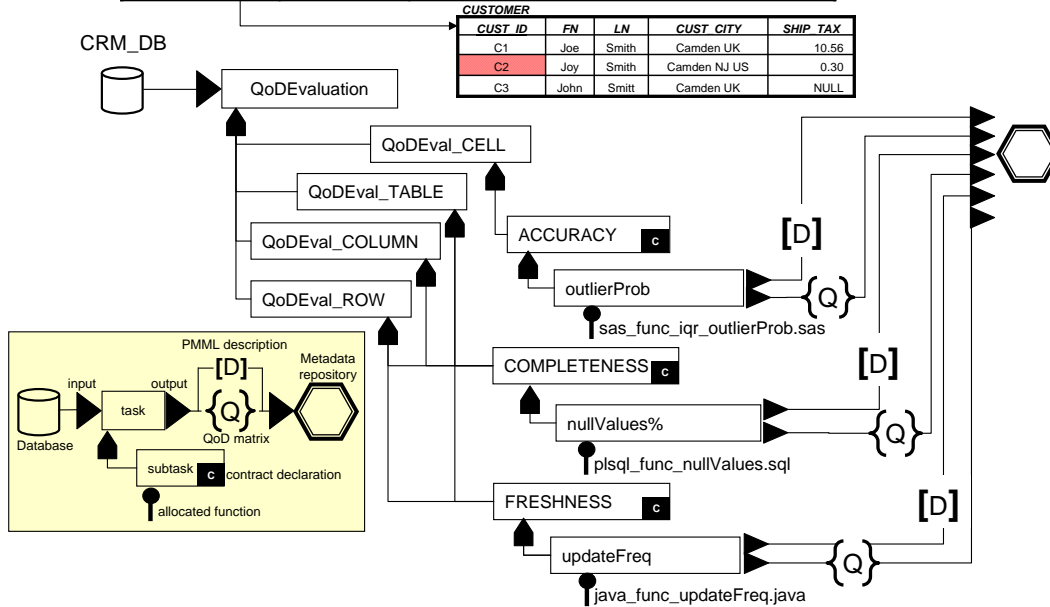 CUSTOMER
CUST_ID FN LN CUST_CITY SHIP_TAX
C1 Joe Smith Camden UK 10.56
C2 Joy Smith Camden NJ US 0.30
C3 John Smitt Camden UK NULL
CRM_DB
QoDEvaluation
QoDEval_CELL
QoDEval_TABLE
QoDEval_COLUMN
QoDEval_ROW
ACCURACY C
[D]
outlierProb
{Q}
sas_func_iqr_outlierProb.sas
COMPLETENESS C
[D]
nullValues%
{Q}
plsql_func_nullValues.sql
FRESHNESS C
[D]
updateFreq
{Q}
java_func_updateFreq.java
PMML description
[D]
Metadata
repository
input
output
task
{Q}
Database
QoD matrix
subtask C contract declaration
allocated function